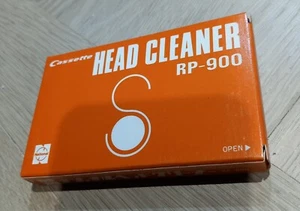 Cassette HEAD CLEANER
RP-900
OPEN ▷